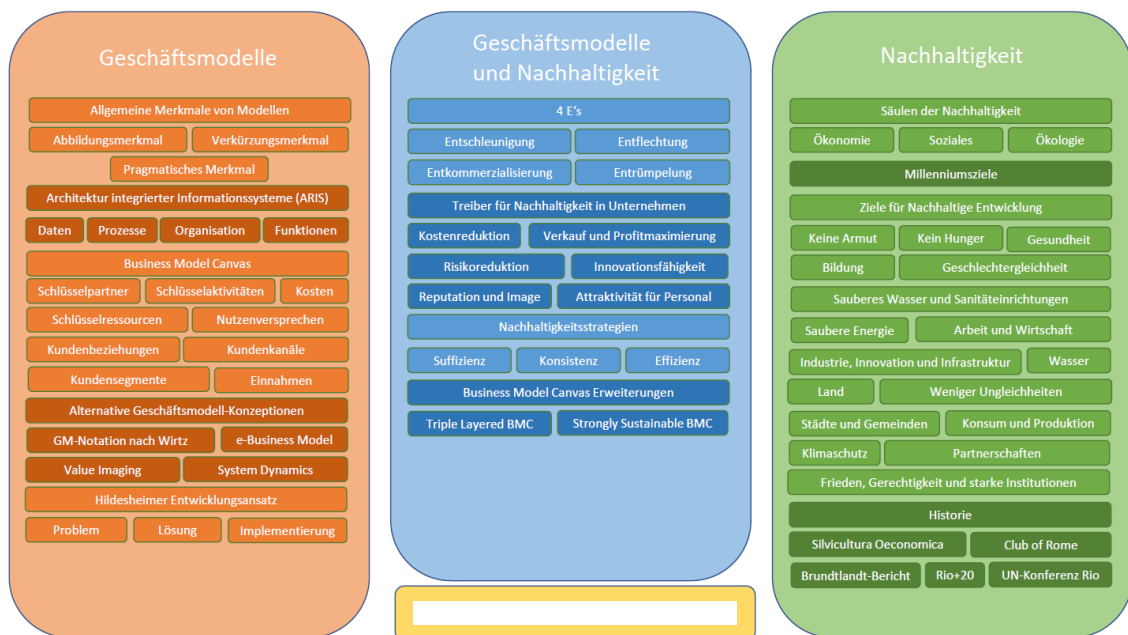 Geschäftsmodelle
Allgemeine Merkmale von Modellen
Abbildungsmerkmal
Verkürzungsmerkmal
Pragmatisches Merkmal
Architektur integrierter Informationssysteme (ARIS)
Daten
Prozesse
Organisation
Funktionen
Business Model Canvas
Schlüsselpartner
Schlüsselaktivitäten
Kosten
Schlüsselressourcen
Nutzenversprechen
Kundenbeziehungen
Kundenkanäle
Kundensegmente
Einnahmen
Alternative Geschäftsmodell-Konzeptionen
GM-Notation nach Wirtz
e-Business Model
Value Imaging
System Dynamics
Hildesheimer Entwicklungsansatz
Problem
Lösung
Implementierung
Geschäftsmodelle
und Nachhaltigkeit
4 E's
Entschleunigung
Entflechtung
Entkommerzialisierung
Entrümpelung
Treiber für Nachhaltigkeit in Unternehmen
Kostenreduktion
Verkauf und Profitmaximierung
Risikoreduktion
Innovationsfähigkeit
Reputation und Image
Attraktivität für Personal
Nachhaltigkeitsstrategien
Suffizienz
Konsistenz
Effizienz
Business Model Canvas Erweiterungen
Triple Layered BMC
Strongly Sustainable BMC
Nachhaltigkeit
Säulen der Nachhaltigkeit
Ökonomie
Soziales
Ökologie
Millenniumsziele
Ziele für Nachhaltige Entwicklung
Keine Armut
Kein Hunger
Gesundheit
Bildung
Geschlechtergleichheit
Sauberes Wasser und Sanitäteinrichtungen
Saubere Energie
Arbeit und Wirtschaft
Industrie, Innovation und Infrastruktur
Wasser
Land
Weniger Ungleichheiten
Städte und Gemeinden
Konsum und Produktion
Klimaschutz
Partnerschaften
Frieden, Gerechtigkeit und starke Institutionen
Historie
Silvicultura Oeconomica
Club of Rome
Brundtlandt-Bericht
Rio+20
UN-Konferenz Rio